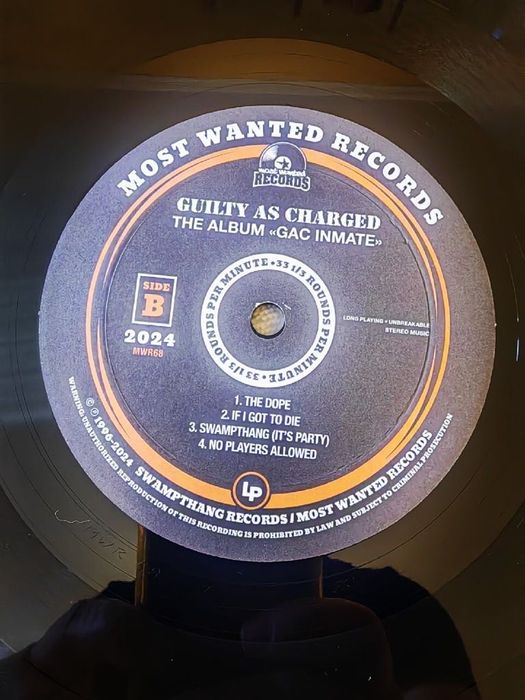 MOST WANTED RECORDS
most wanted
RECORDS
GUILTY AS CHARGED
THE ALBUM «GAC INMATE»
33 1/3 ROUNDS PER MINUTE • 33 1/3 ROUNDS PER MINUTE •
SIDE
B
2024
MWR68
LONG PLAYING • UNBREAKABLE
STEREO MUSIC
1. THE DOPE
2. IF I GOT TO DIE
3. SWAMPTHANG (IT'S PARTY)
4. NO PLAYERS ALLOWED
LP
© ℗ 1996-2024 SWAMPTHANG RECORDS / MOST WANTED RECORDS
WARNING: UNAUTHORIZED REPRODUCTION OF THIS RECORDING IS PROHIBITED BY LAW AND SUBJECT TO CRIMINAL PROSECUTION